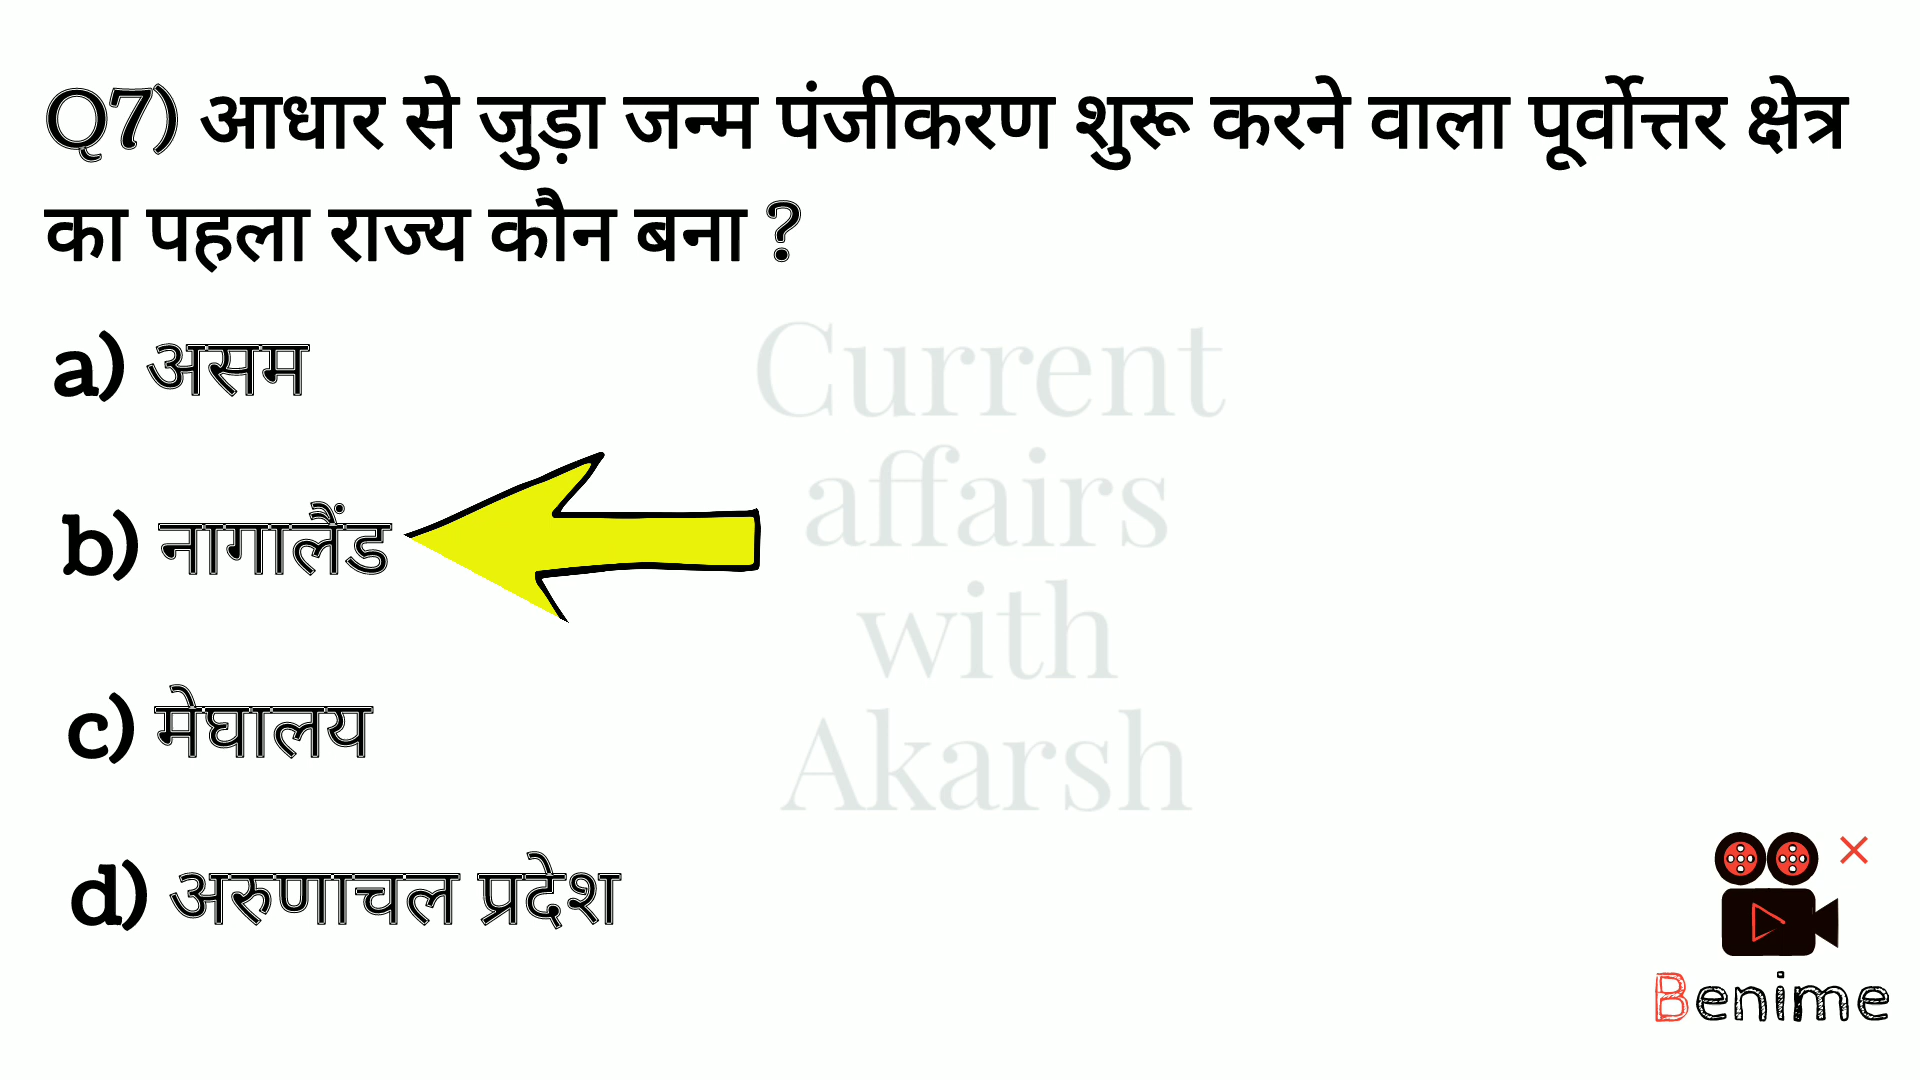 Q7) आधार से जुड़ा जन्म पंजीकरण शुरू करने वाला पूर्वोत्तर क्षेत्र
का पहला राज्य कौन बना ?
a) असम
b) नागालैंड
c) मेघालय
d) अरुणाचल प्रदेश
Current
affairs
with
Akarsh
Benime